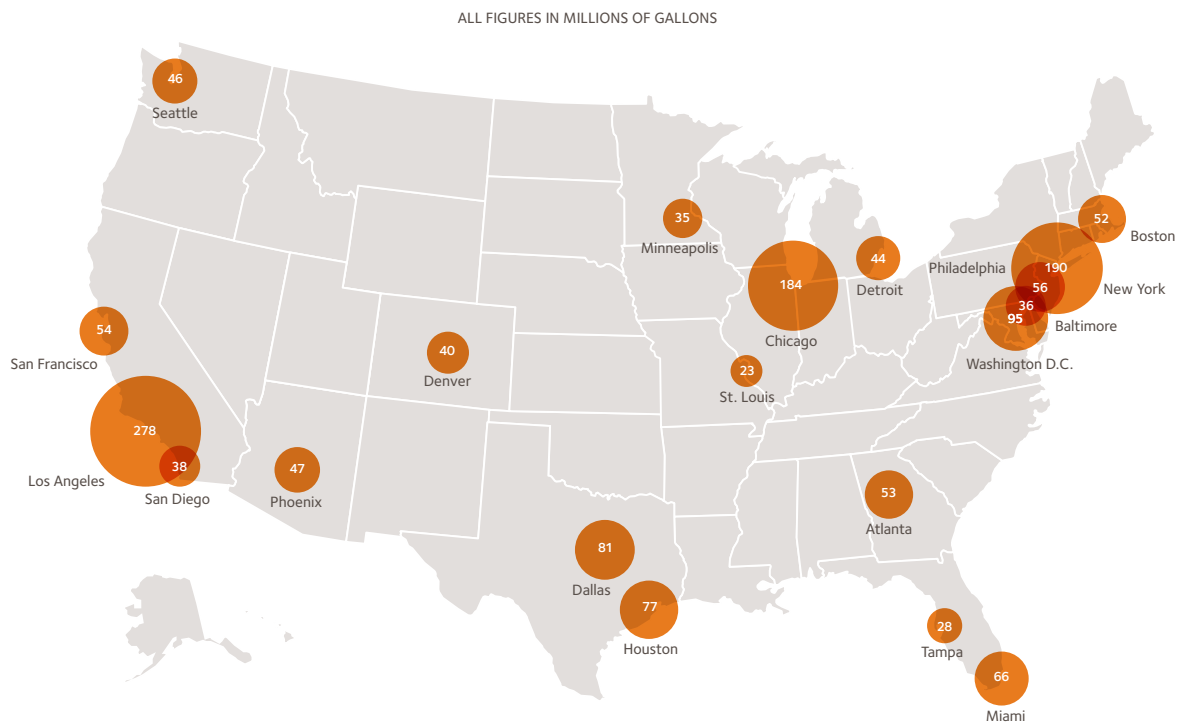 ALL FIGURES IN MILLIONS OF GALLONS
46
Seattle
35
Minneapolis
52
Boston
44
Detroit
Philadelphia
190
New York
184
Chicago
56
36
95
Baltimore
Washington D.C.
54
San Francisco
40
Denver
23
St. Louis
278
Los Angeles
38
San Diego
47
Phoenix
53
Atlanta
81
Dallas
77
Houston
28
Tampa
66
Miami